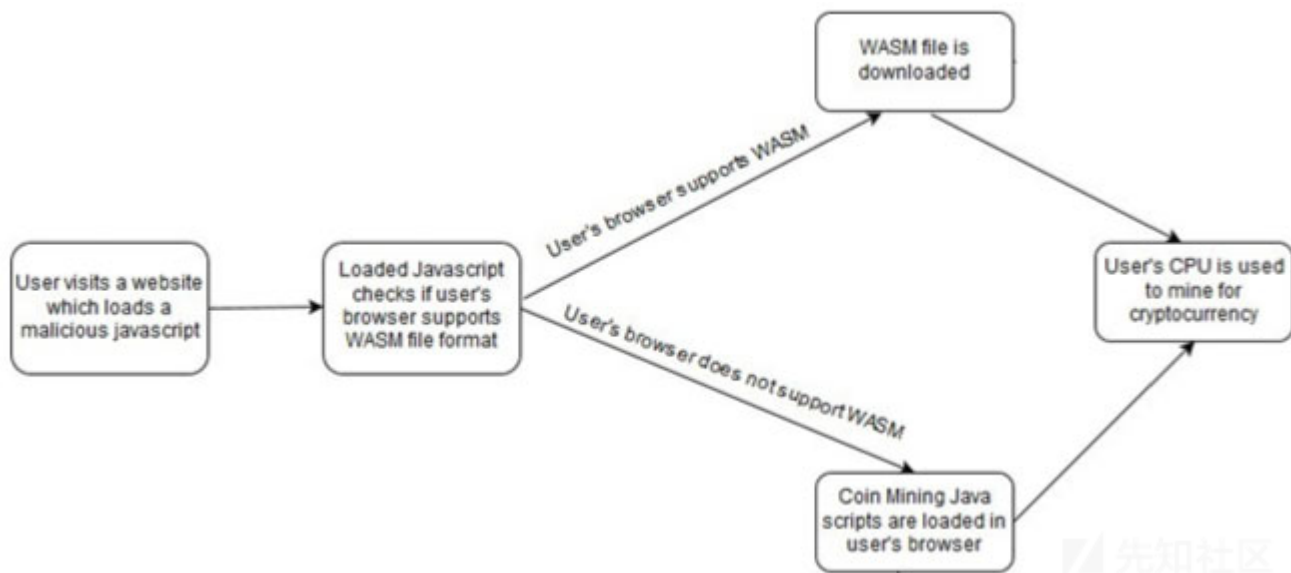 WASM file is
downloaded
User's browser supports WASM
User visits a website
which loads a
malicious javascript
Loaded Javascript
checks if user's
browser supports
WASM file format
User's CPU is used
to mine for
cryptocurrency
User's browser does not support WASM
Coin Mining Java
scripts are loaded in
user's browser
先知社区